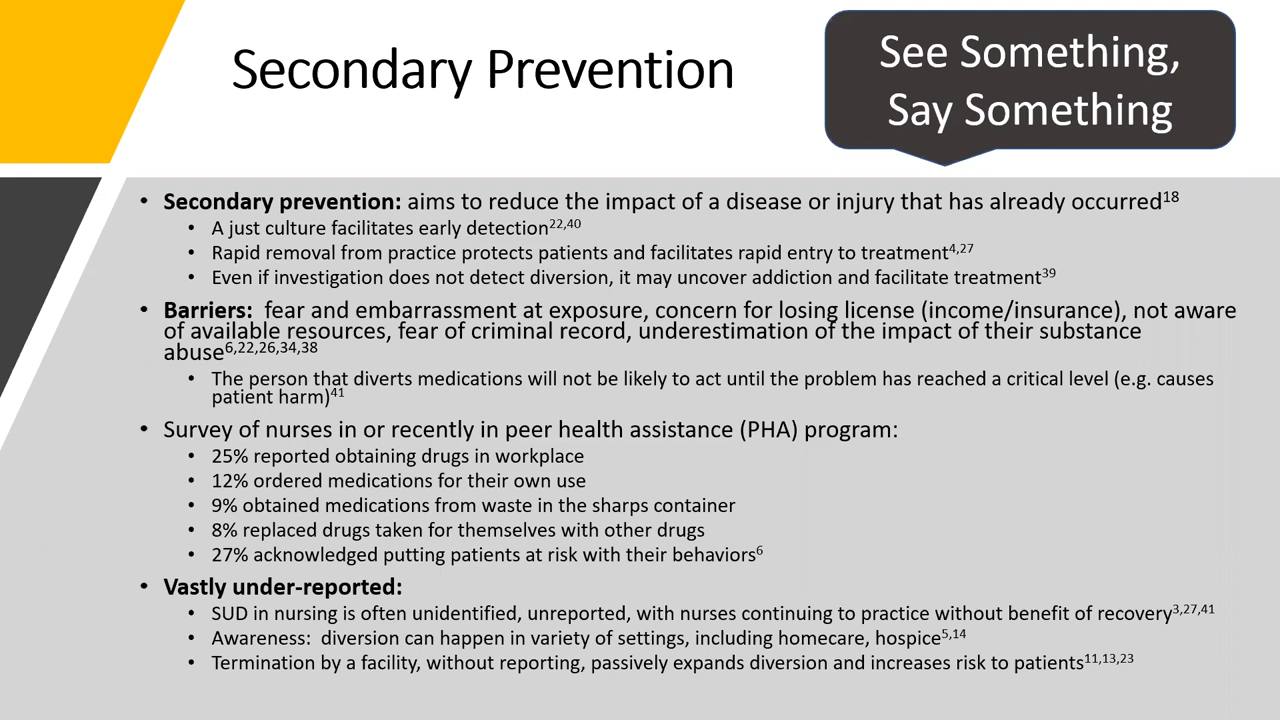 Secondary Prevention
See Something,
Say Something
• Secondary prevention: aims to reduce the impact of a disease or injury that has already occurred18
• A just culture facilitates early detection22,40
• Rapid removal from practice protects patients and facilitates rapid entry to treatment4,27
• Even if investigation does not detect diversion, it may uncover addiction and facilitate treatment39
• Barriers: fear and embarrassment at exposure, concern for losing license (income/insurance), not aware
of available resources, fear of criminal record, underestimation of the impact of their substance
abuse6,22,26,34,38
• The person that diverts medications will not be likely to act until the problem has reached a critical level (e.g. causes
patient harm)41
• Survey of nurses in or recently in peer health assistance (PHA) program:
• 25% reported obtaining drugs in workplace
• 12% ordered medications for their own use
• 9% obtained medications from waste in the sharps container
• 8% replaced drugs taken for themselves with other drugs
• 27% acknowledged putting patients at risk with their behaviors6
• Vastly under-reported:
• SUD in nursing is often unidentified, unreported, with nurses continuing to practice without benefit of recovery3,27,41
• Awareness: diversion can happen in variety of settings, including homecare, hospice5,14
• Termination by a facility, without reporting, passively expands diversion and increases risk to patients11,13,23